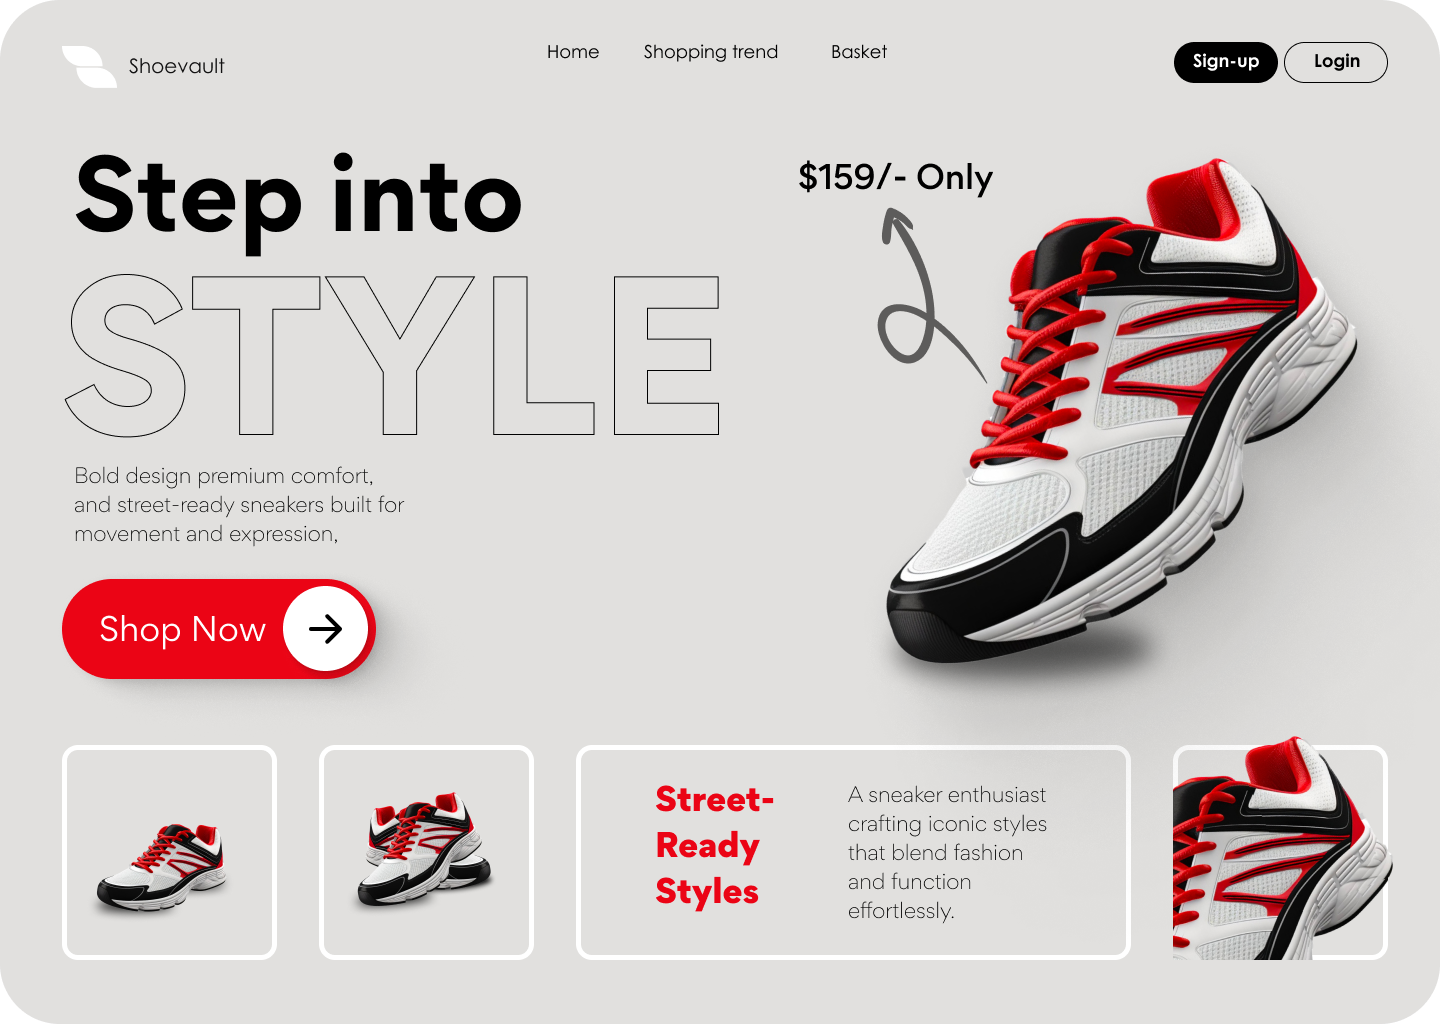 Shoevault
Home
Shopping trend
Basket
Sign-up
Login
Step into
STYLE
$159/- Only
Bold design premium comfort,
and street-ready sneakers built for
movement and expression,
Shop Now
Street-
Ready
Styles
A sneaker enthusiast
crafting iconic styles
that blend fashion
and function
effortlessly.